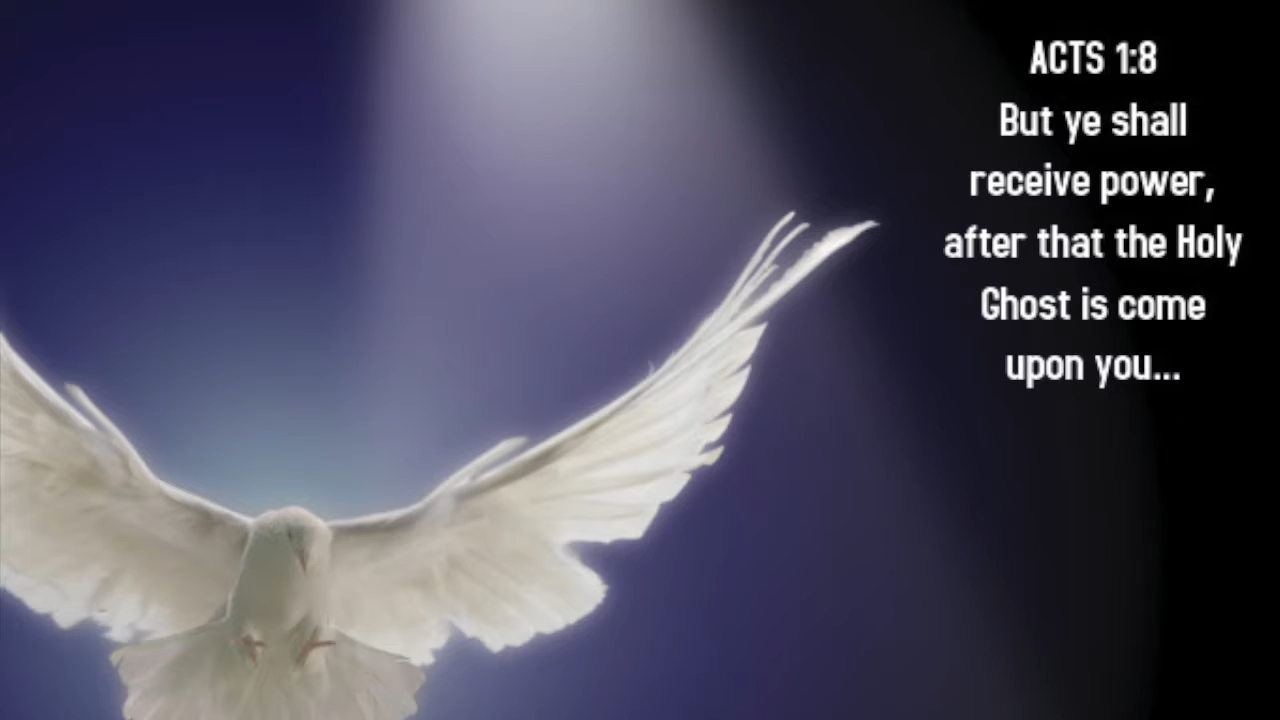 ACTS 1:8
But ye shall
receive power,
after that the Holy
Ghost is come
upon you...